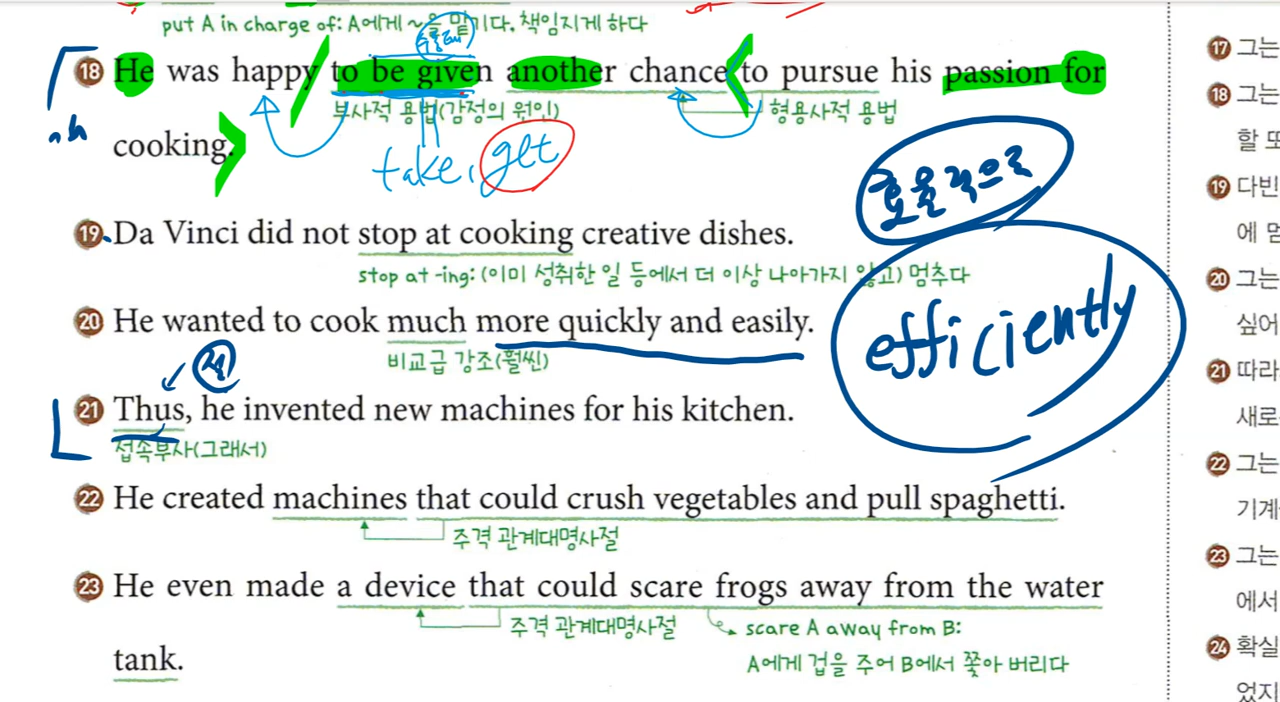 put A in charge of: A에게 ~을 맡기다, 책임지게 하다
수동태
17 그는
18 He was happy to be given another chance to pursue his passion for
부사적 용법(감정의 원인)
형용사적 용법
18 그는
할 또
cooking.
take, get
효율적으로
19 Da Vinci did not stop at cooking creative dishes.
19 다빈
에 멈
stop at -ing: (이미 성취한 일 등에서 더 이상 나아가지 않고) 멈추다
20 He wanted to cook much more quickly and easily.
비교급 강조(훨씬)
efficiently
20 그는
싶어
21 Thus, he invented new machines for his kitchen.
접속부사(그래서)
21 따라
새로
22 He created machines that could crush vegetables and pull spaghetti.
주격 관계대명사절
22 그는
기계
23 He even made a device that could scare frogs away from the water
주격 관계대명사절
scare A away from B:
23 그는
에서
tank.
A에게 겁을 주어 B에서 쫓아 버리다
24 확실
었지